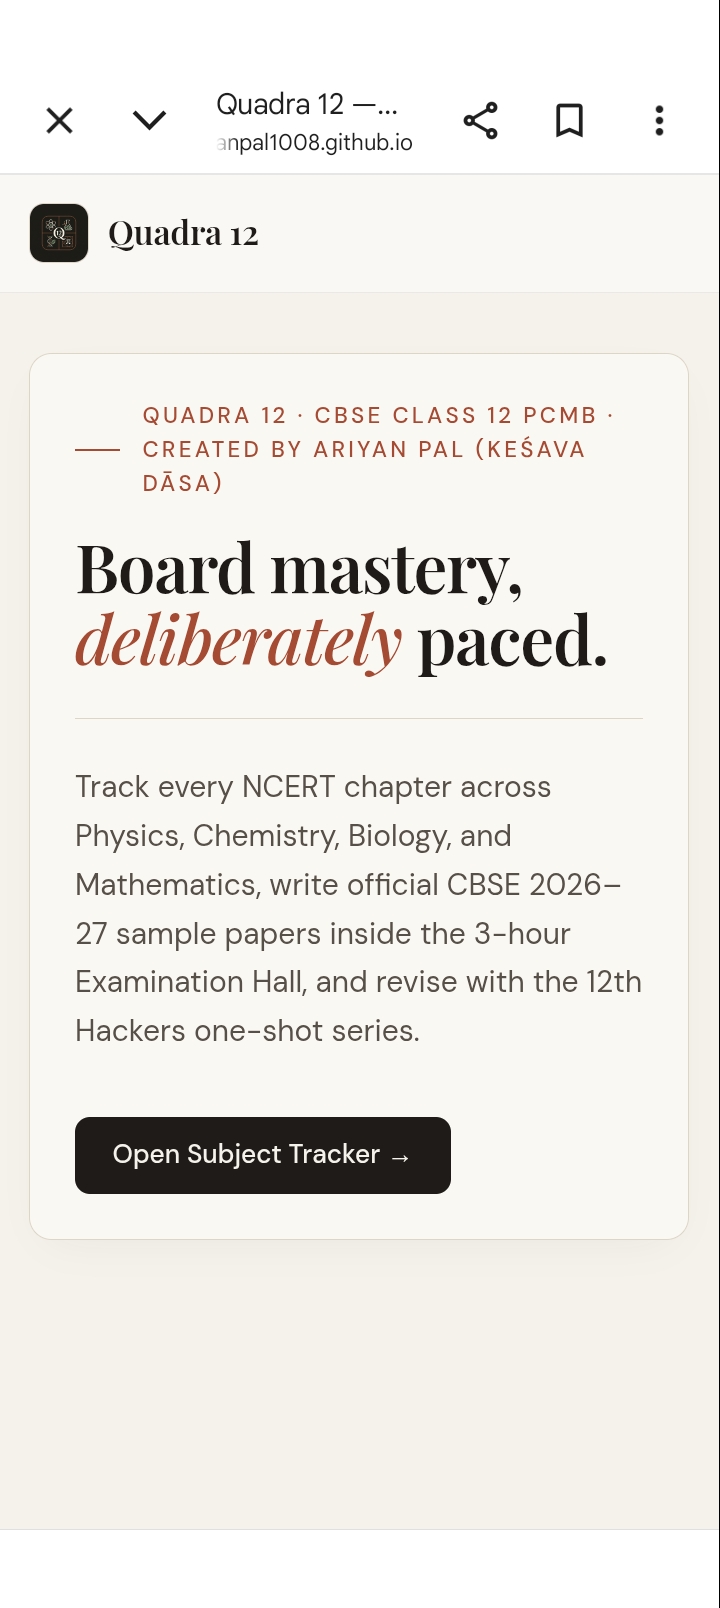 Quadra 12 —...
anpal1008.github.io
Quadra 12
QUADRA 12 · CBSE CLASS 12 PCMB ·
CREATED BY ARIYAN PAL (KEŚAVA
DĀSA)
Board mastery,
deliberately paced.
Track every NCERT chapter across
Physics, Chemistry, Biology, and
Mathematics, write official CBSE 2026–
27 sample papers inside the 3-hour
Examination Hall, and revise with the 12th
Hackers one-shot series.
Open Subject Tracker →